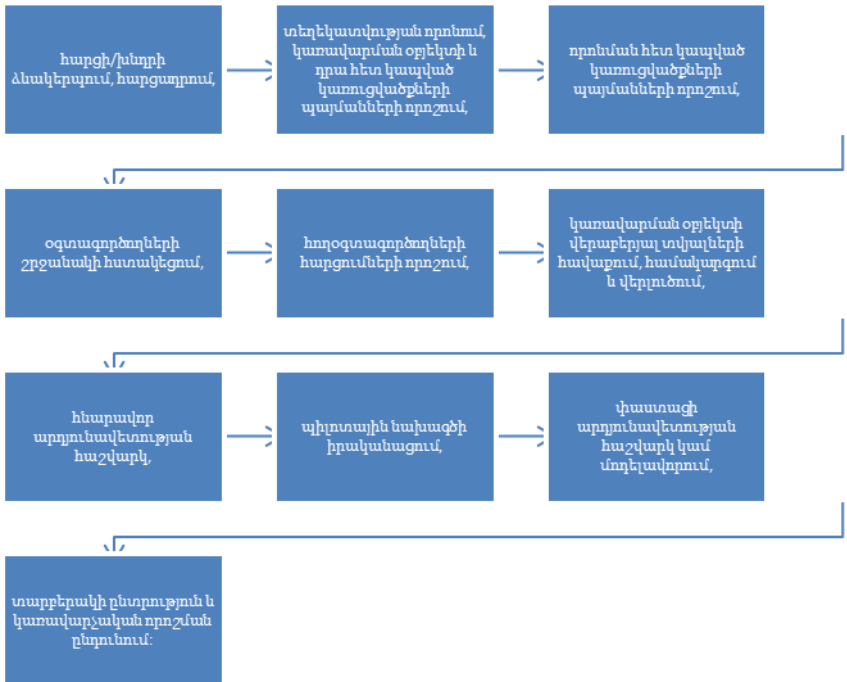 հարցի/խնդրի
ձևակերպում, հարցադրում,
տեղեկատվության որոնում,
կառավարման օբյեկտի և
դրա հետ կապված
կառուցվածքների
պայմանների որոշում,
որոնման հետ կապված
կառուցվածքների
պայմանների որոշում,
օգտագործողների
շրջանակի հստակեցում,
հողօգտագործողների
հարցումների որոշում,
կառավարման օբյեկտի
վերաբերյալ տվյալների
հավաքում, համակարգում
և վերլուծում,
հնարավոր
արդյունավետության
հաշվարկ,
պիլոտային նախագծի
իրականացում,
փաստացի
արդյունավետության
հաշվարկ կամ
մոդելավորում,
տարբերակի ընտրություն և
կառավարչական որոշման
ընդունում: